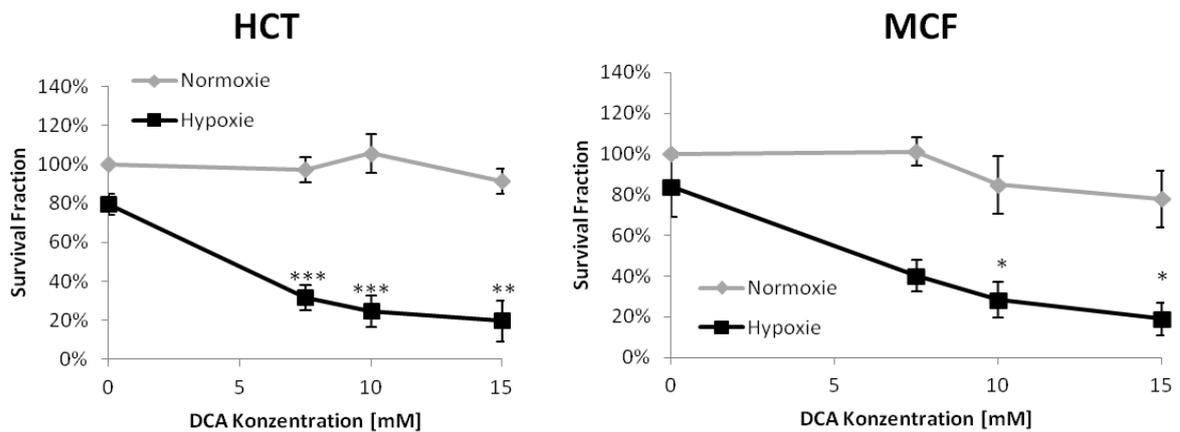 HCT
Normoxie
Hypoxie
140%
120%
100%
80%
60%
40%
20%
0%
Survival Fraction
***
***
**
0
5
10
15
DCA Konzentration [mM]
MCF
140%
120%
100%
80%
60%
40%
20%
0%
Survival Fraction
*
*
Normoxie
Hypoxie
0
5
10
15
DCA Konzentration [mM]